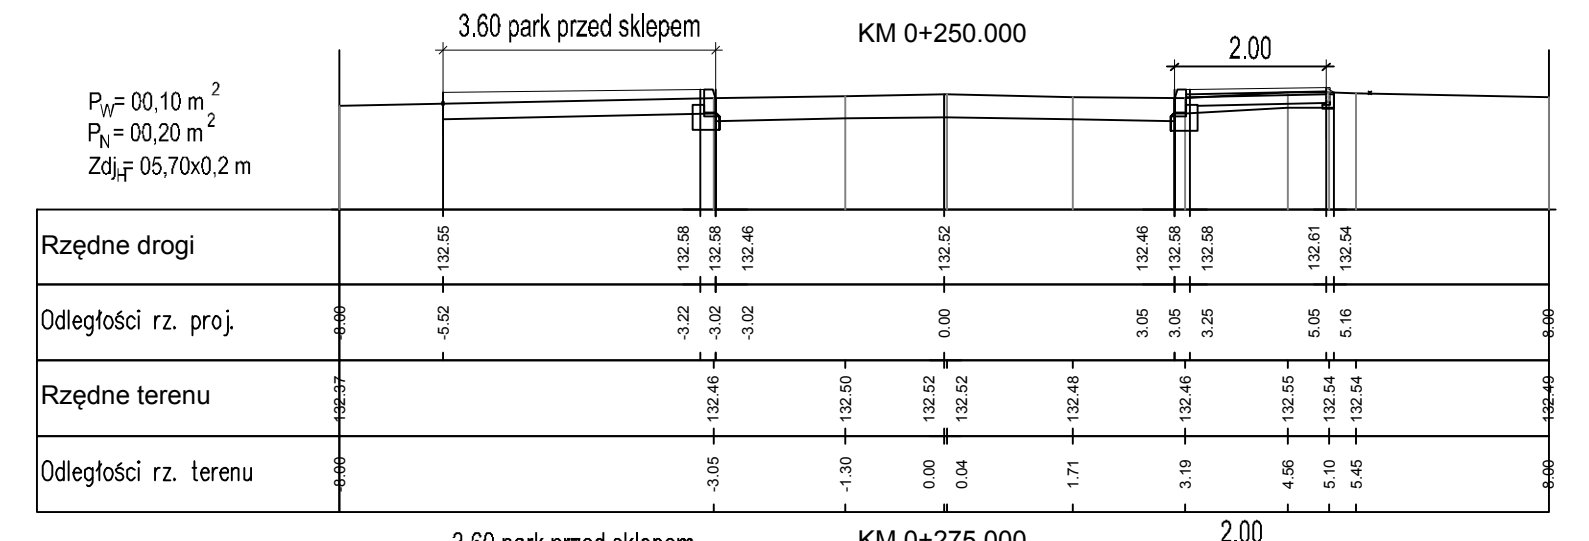 3.60 park przed sklepem
KM 0+250.000
2.00
P_W= 00,10 m²
P_N= 00,20 m²
Zdj_H= 05,70x0,2 m
Rzędne drogi 132.55 132.58 132.58 132.46 132.52 132.46 132.58 132.58 132.61 132.54
Odległości rz. proj. -8.00 -5.52 -3.22 -3.02 -3.02 0.00 3.05 3.05 3.25 5.05 5.16 8.00
Rzędne terenu 132.37 132.46 132.50 132.52 132.52 132.48 132.46 132.55 132.54 132.54 132.49
Odległości rz. terenu -8.00 -3.05 -1.30 0.00 0.04 1.71 3.19 4.56 5.10 5.45 8.00
3.60 park przed sklepem
KM 0+275.000
2.00